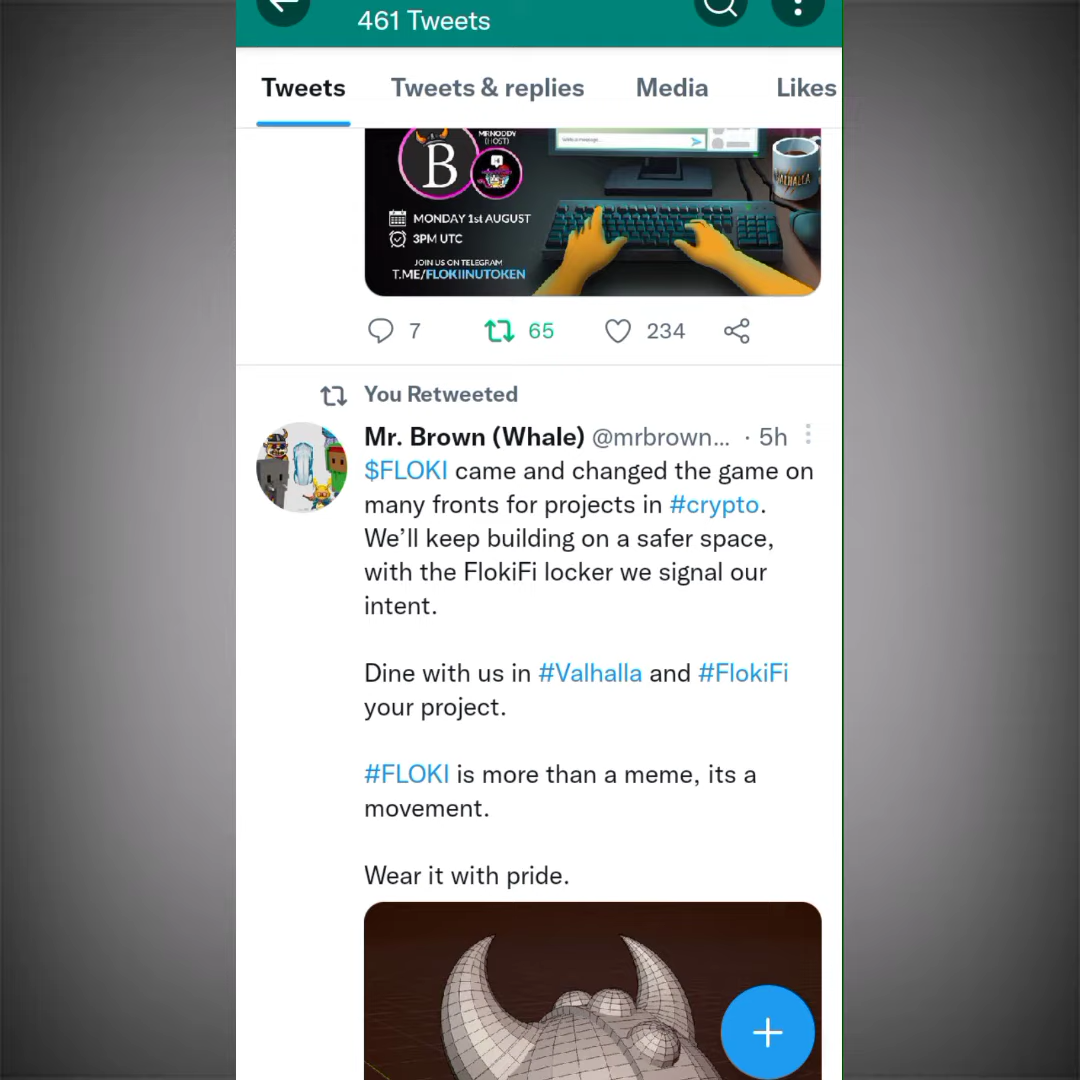 461 Tweets
Tweets Tweets & replies Media Likes
MRNODDY
(HOST)
B
VALHALLA
MONDAY 1st AUGUST
3PM UTC
JOIN US ON TELEGRAM
T.ME/FLOKIINUTOKEN
7 65 234
You Retweeted
Mr. Brown (Whale) @mrbrown... · 5h
$FLOKI came and changed the game on
many fronts for projects in #crypto.
We’ll keep building on a safer space,
with the FlokiFi locker we signal our
intent.
Dine with us in #Valhalla and #FlokiFi
your project.
#FLOKI is more than a meme, its a
movement.
Wear it with pride.